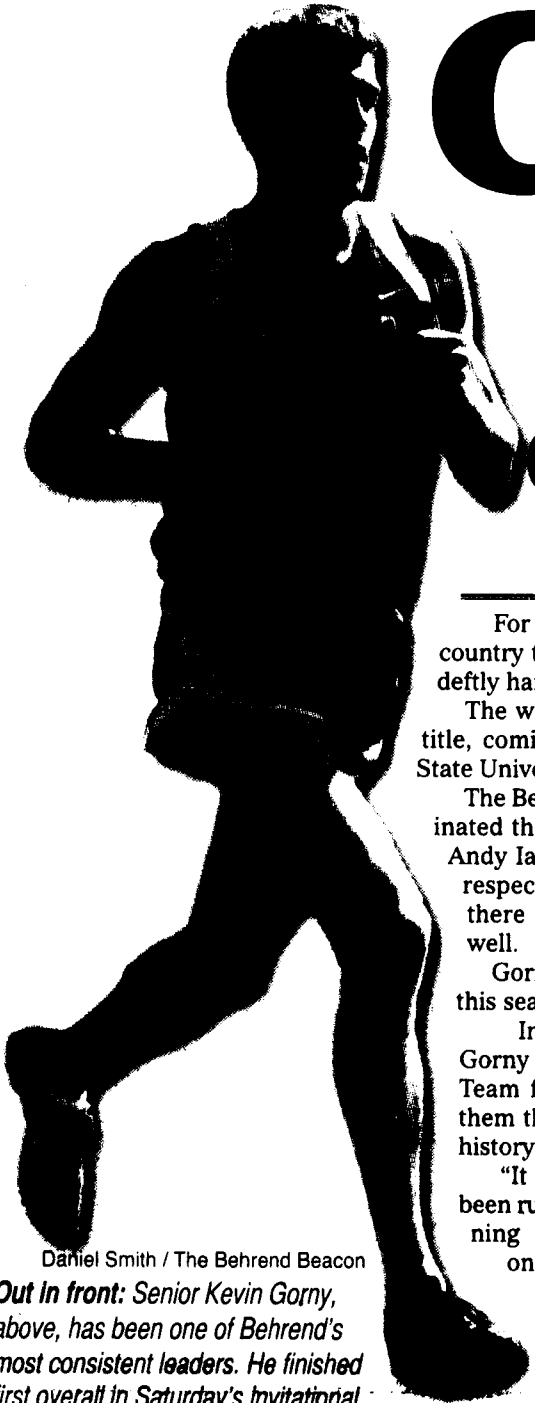 C
Daniel Smith / The Behrend Beacon
Out in front: Senior Kevin Gorny,
above, has been one of Behrend's
most consistent leaders. He finished
first overall in Saturday's Invitational
For
country t
deftly ha
The w
title, comi
State Unive
The Be
inated th
Andy Ia
respec
there
well.
Gor
this sea
In
Gorny
Team f
them th
history
"It
been ru
ning
on